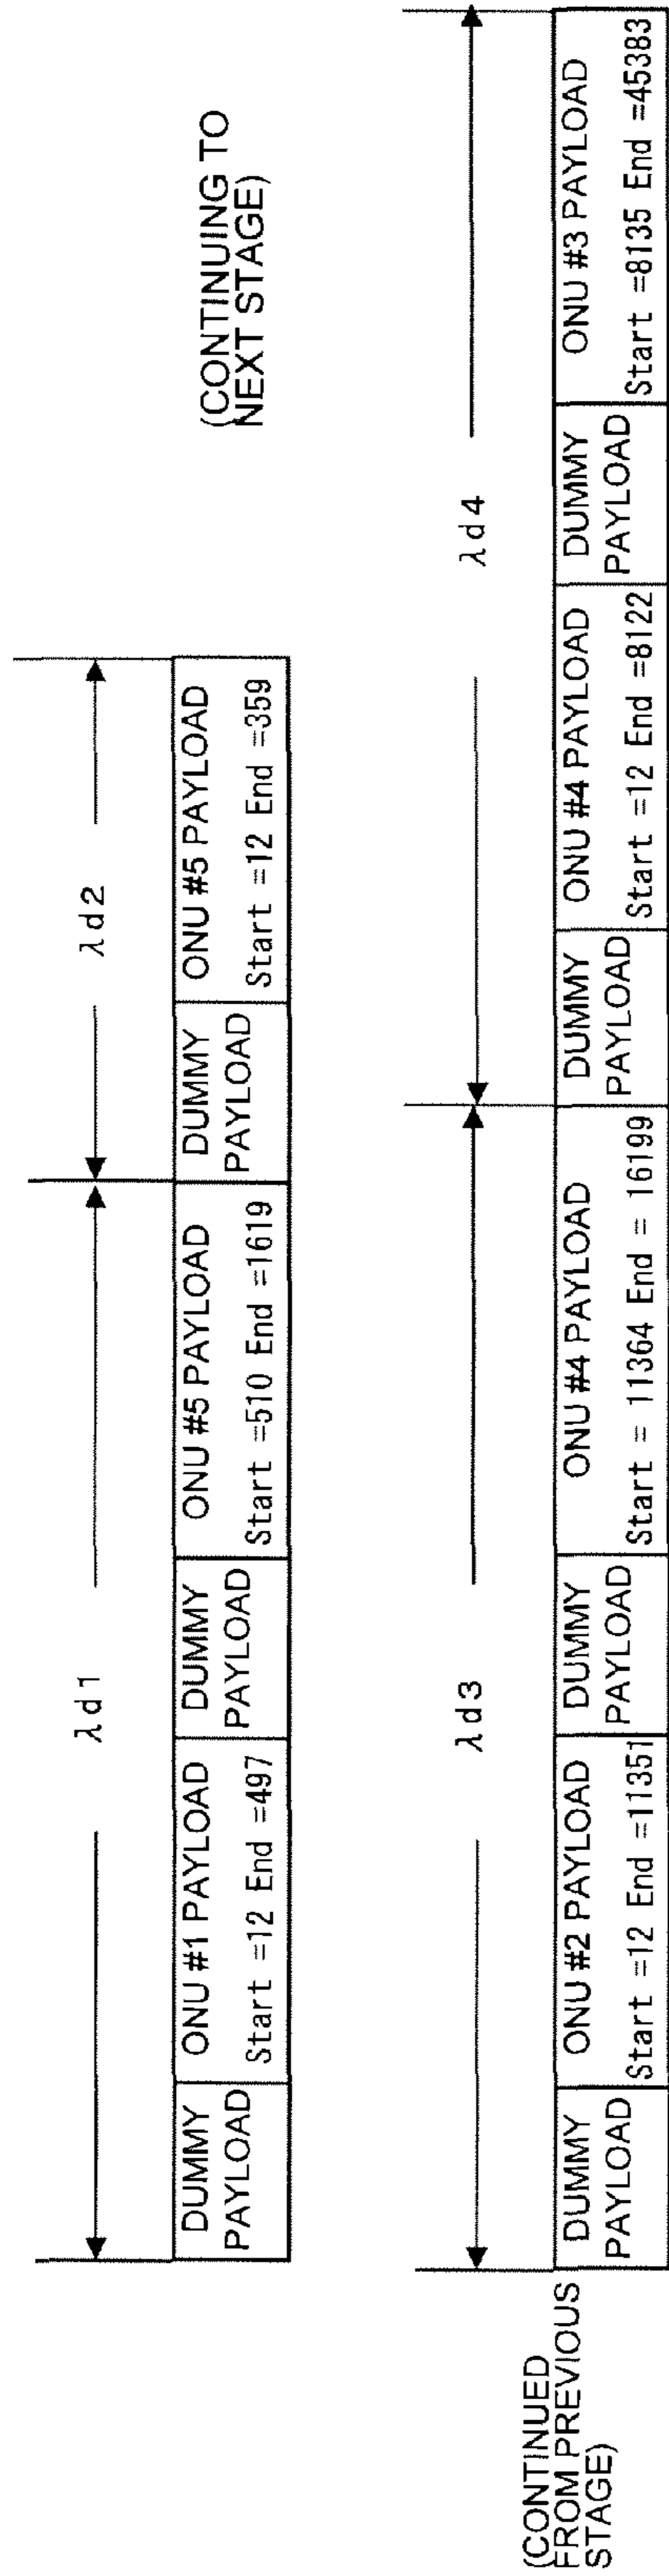 λd1
λd2
DUMMY
PAYLOAD
ONU #1 PAYLOAD
Start =12 End =497
DUMMY
PAYLOAD
ONU #5 PAYLOAD
Start =510 End =1619
DUMMY
PAYLOAD
ONU #5 PAYLOAD
Start =12 End =359
(CONTINUING TO
NEXT STAGE)
(CONTINUED
FROM PREVIOUS
STAGE)
λd3
λd4
DUMMY
PAYLOAD
ONU #2 PAYLOAD
Start =12 End =11351
DUMMY
PAYLOAD
ONU #4 PAYLOAD
Start = 11364 End = 16199
DUMMY
PAYLOAD
ONU #4 PAYLOAD
Start =12 End =8122
DUMMY
PAYLOAD
ONU #3 PAYLOAD
Start =8135 End =45383